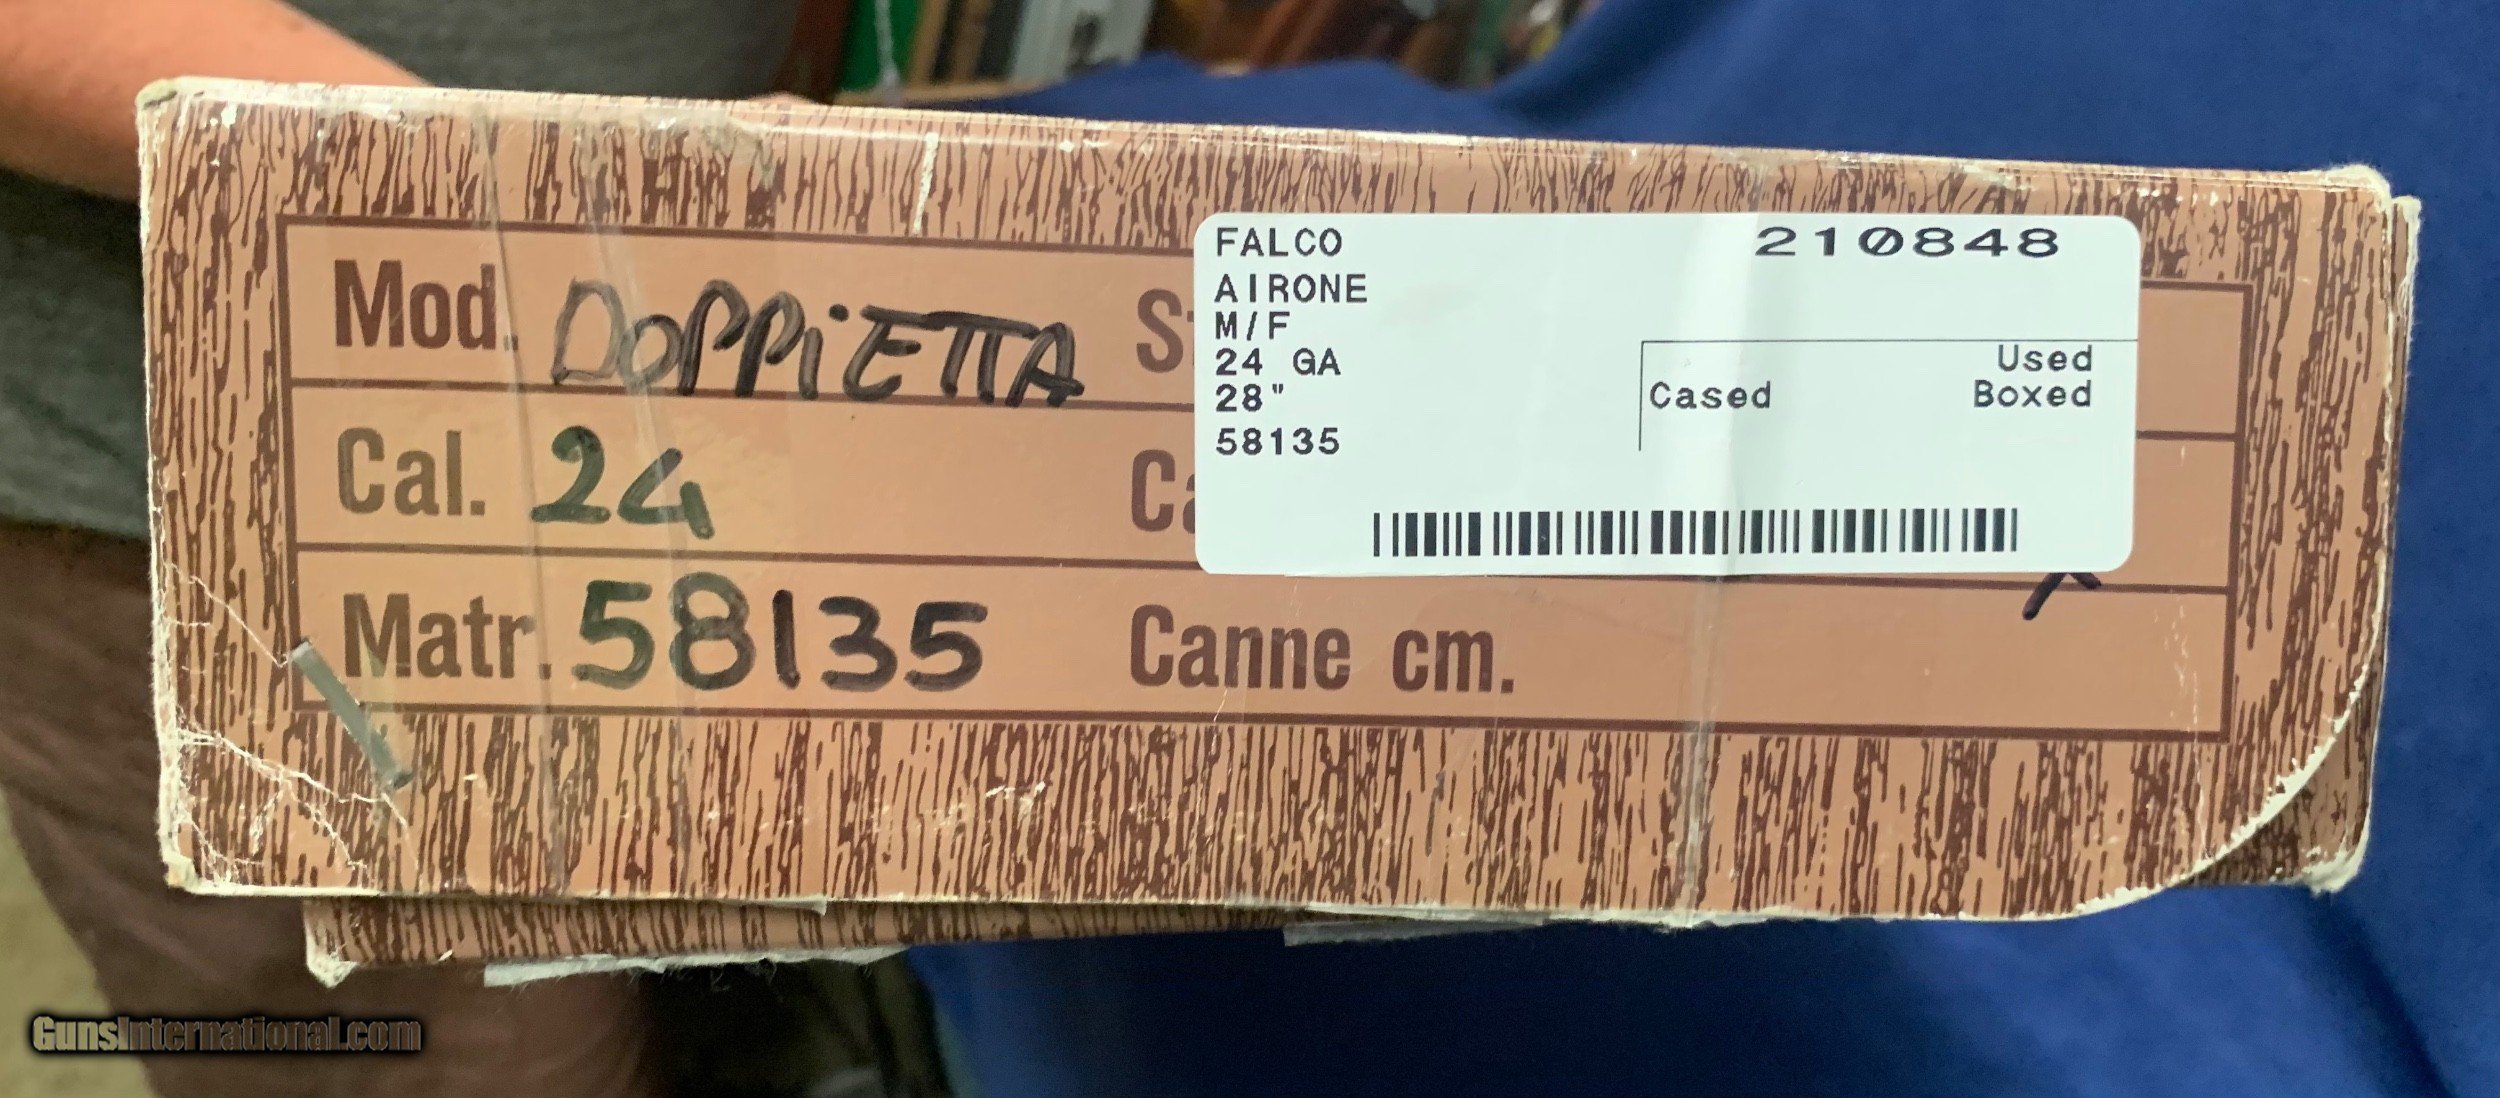 Mod. DOPPiETTA
Cal. 24
Matr. 58135
Canne cm.
FALCO 210848
AIRONE
M/F
24 GA Used
28" Cased Boxed
58135
GunsInternational.com